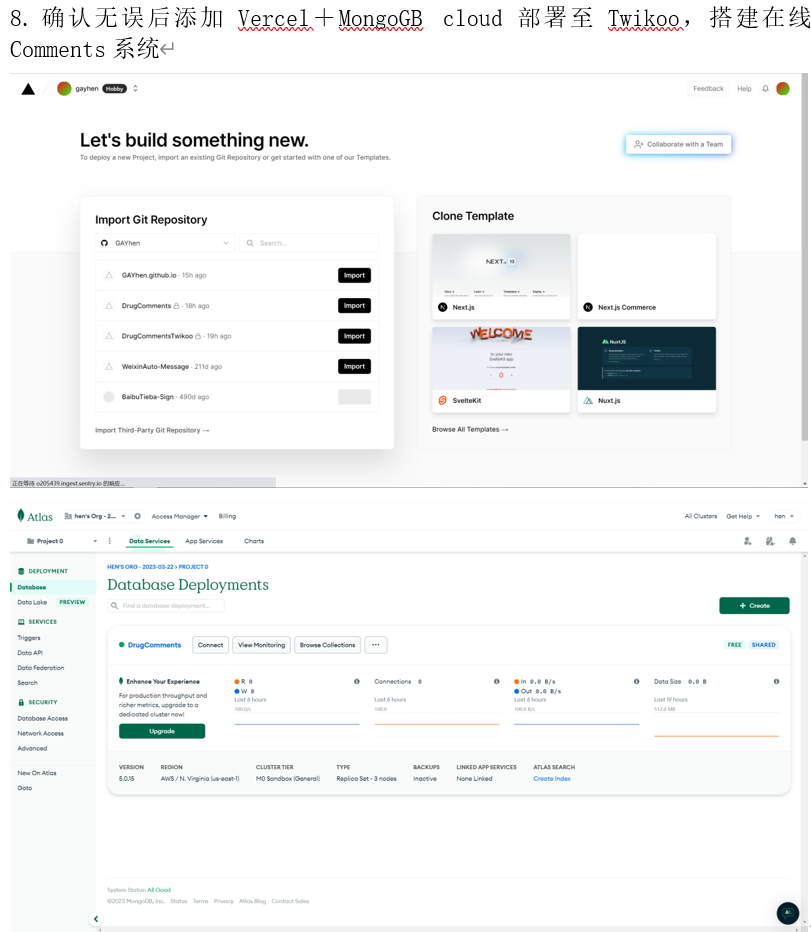 8. 确认无误后添加 Vercel＋MongoGB cloud 部署至 Twikoo，搭建在线
Comments 系统
gayhen Hobby
Feedback Help
Let's build something new.
To deploy a new Project, import an existing Git Repository or get started with one of our Templates.
Collaborate with a Team
Import Git Repository
GAYhen
Search...
GAYhen.github.io · 15h ago Import
DrugComments · 18h ago Import
DrugCommentsTwikoo · 19h ago Import
WeixinAuto-Message · 211d ago Import
BaibuTieba-Sign · 490d ago
Import Third-Party Git Repository →
Clone Template
NEXT.js 13
Next.js
Next.js Commerce
WELCOME
to your new
SvelteKit app
0
SvelteKit
NuxtJS
Nuxt.js
Browse All Templates →
正在等待 o205439.ingest.sentry.io 的响应...
Atlas hen's Org - 2... Access Manager Billing All Clusters Get Help hen
Project 0 Data Services App Services Charts
DEPLOYMENT
Database
Data Lake PREVIEW
SERVICES
Triggers
Data API
Data Federation
Search
SECURITY
Database Access
Network Access
Advanced
New On Atlas
Goto
HEN'S ORG - 2023-03-22 > PROJECT 0
Database Deployments
Find a database deployment...
+ Create
DrugComments Connect View Monitoring Browse Collections ... FREE SHARED
Enhance Your Experience
For production throughput and
richer metrics, upgrade to a
dedicated cluster now!
Upgrade
R 0
W 0
Last 6 hours
100.0/s
Connections 0
Last 6 hours
100.0
In 0.0 B/s
Out 0.0 B/s
Last 6 hours
100.0 B/s
Data Size 0.0 B
Last 19 hours
512.0 MB
VERSION REGION CLUSTER TIER TYPE BACKUPS LINKED APP SERVICES ATLAS SEARCH
5.0.15 AWS / N. Virginia (us-east-1) M0 Sandbox (General) Replica Set - 3 nodes Inactive None Linked Create Index
System Status: All Good
©2023 MongoDB, Inc. Status Terms Privacy Atlas Blog Contact Sales